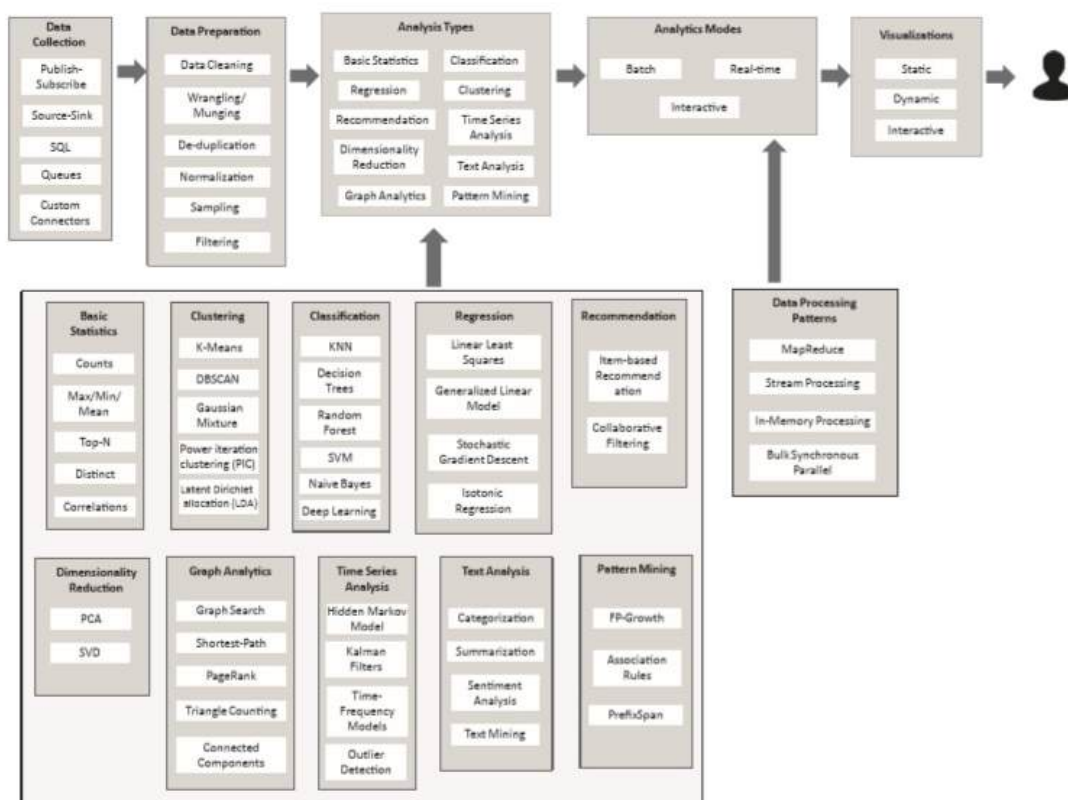 Data
Collection
Publish-
Subscribe
Source-Sink
SQL
Queues
Custom
Connectors
Data Preparation
Data Cleaning
Wrangling/
Munging
De-duplication
Normalization
Sampling
Filtering
Analysis Types
Basic Statistics
Classification
Regression
Clustering
Recommendation
Time Series
Analysis
Dimensionality
Reduction
Text Analysis
Graph Analytics
Pattern Mining
Analytics Modes
Batch
Real-time
Interactive
Visualizations
Static
Dynamic
Interactive
Basic
Statistics
Counts
Max/Min/
Mean
Top-N
Distinct
Correlations
Clustering
K-Means
DBSCAN
Gaussian
Mixture
Power iteration
clustering (PIC)
Latent Dirichlet
allocation (LDA)
Classification
KNN
Decision
Trees
Random
Forest
SVM
Naive Bayes
Deep Learning
Regression
Linear Least
Squares
Generalized Linear
Model
Stochastic
Gradient Descent
Isotonic
Regression
Recommendation
Item-based
Recommend
ation
Collaborative
Filtering
Data Processing
Patterns
MapReduce
Stream Processing
In-Memory Processing
Bulk Synchronous
Parallel
Dimensionality
Reduction
PCA
SVD
Graph Analytics
Graph Search
Shortest-Path
PageRank
Triangle Counting
Connected
Components
Time Series
Analysis
Hidden Markov
Model
Kalman
Filters
Time-
Frequency
Models
Outlier
Detection
Text Analysis
Categorization
Summarization
Sentiment
Analysis
Text Mining
Pattern Mining
FP-Growth
Association
Rules
PrefixSpan